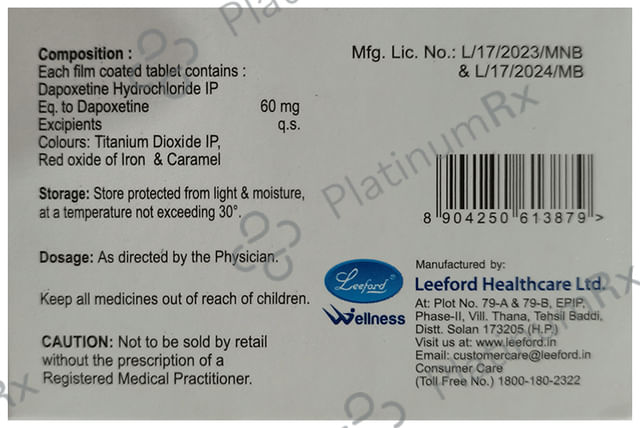 Composition :
Each film coated tablet contains :
Dapoxetine Hydrochloride IP
Eq. to Dapoxetine 60 mg
Excipients q.s.
Colours: Titanium Dioxide IP,
Red oxide of Iron & Caramel
Storage: Store protected from light & moisture,
at a temperature not exceeding 30°.
Dosage: As directed by the Physician.
Keep all medicines out of reach of children.
CAUTION: Not to be sold by retail
without the prescription of a
Registered Medical Practitioner.
Mfg. Lic. No.: L/17/2023/MNB
& L/17/2024/MB
8 904250 613879 >
Leeford
Wellness
Manufactured by:
Leeford Healthcare Ltd.
At: Plot No. 79-A & 79-B, EPIP,
Phase-II, Vill. Thana, Tehsil Baddi,
Distt. Solan 173205 (H.P.)
Visit us at: www.leeford.in
Email: customercare@leeford.in
Consumer Care
(Toll Free No.) 1800-180-2322
PlatinumRx
PlatinumRx
PlatinumRx
Rx